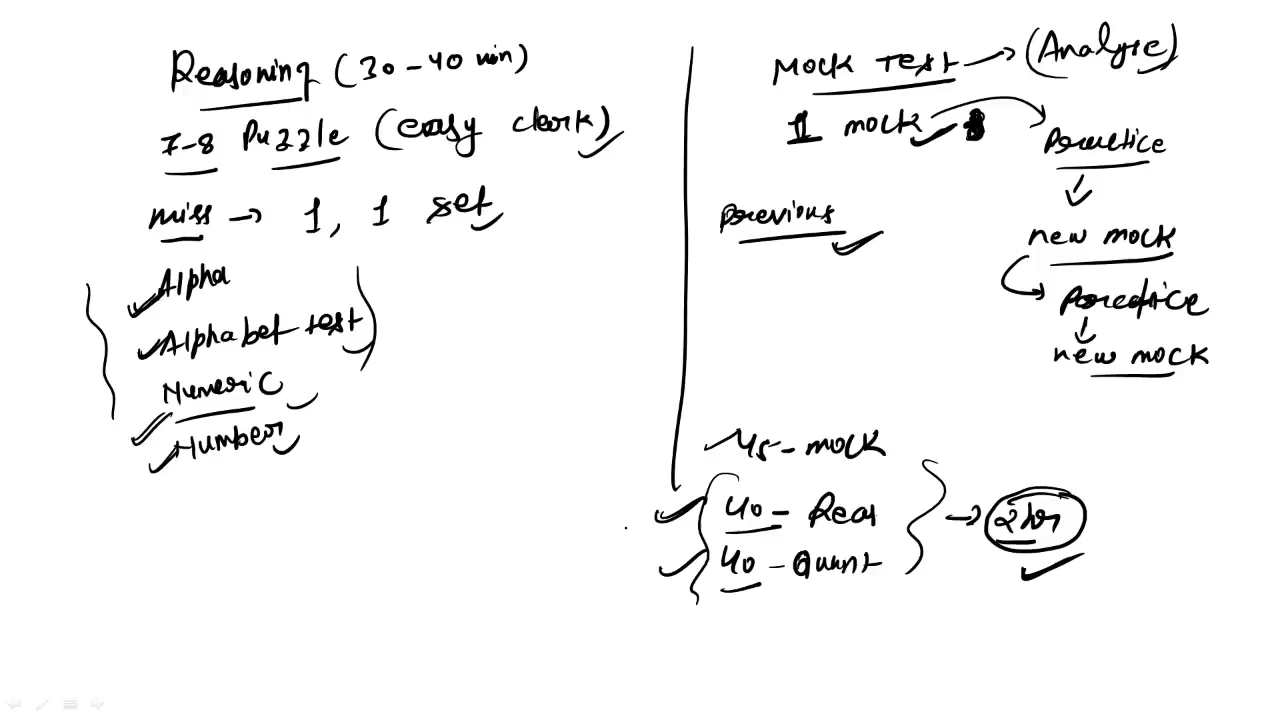 Reasoning (30-40 min)
7-8 Puzzle (easy clerk)
miss → 1, 1 set
Alpha
Alphabet test
Numeric
Number
Mock Test → (Analyse)
1 mock
Practice
new mock
Previous
Practice
new mock
45 - mock
40 - Reas
40 - Quant
→ 2 hr